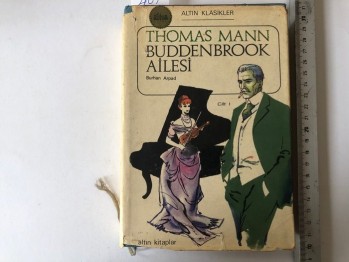 ALTIN KLASİKLER
THOMAS MANN
BUDDENBROOK
AİLESİ
Burhan Arpad
Cilt 1
altın kitaplar